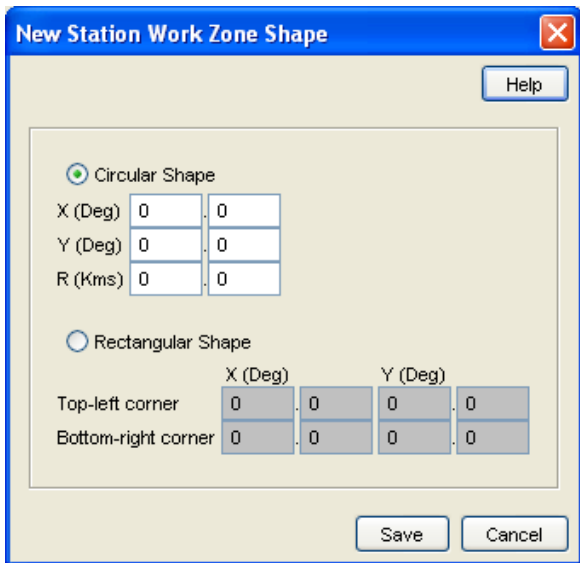 New Station Work Zone Shape
Help
Circular Shape
X (Deg) 0 . 0
Y (Deg) 0 . 0
R (Kms) 0 . 0
Rectangular Shape
X (Deg) Y (Deg)
Top-left corner 0 . 0 0 . 0
Bottom-right corner 0 . 0 0 . 0
Save Cancel